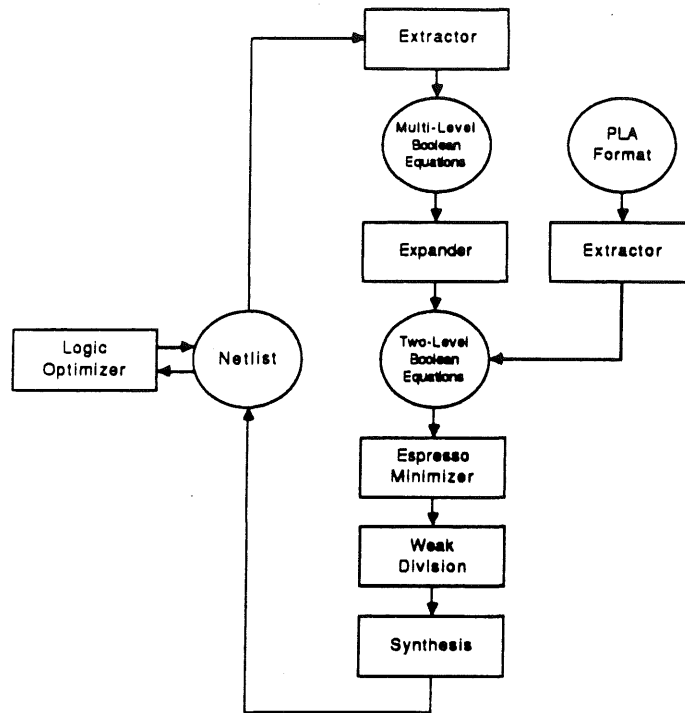 Extractor
Multi-Level
Boolean
Equations
PLA
Format
Expander
Extractor
Logic
Optimizer
Netlist
Two-Level
Boolean
Equations
Espresso
Minimizer
Weak
Division
Synthesis